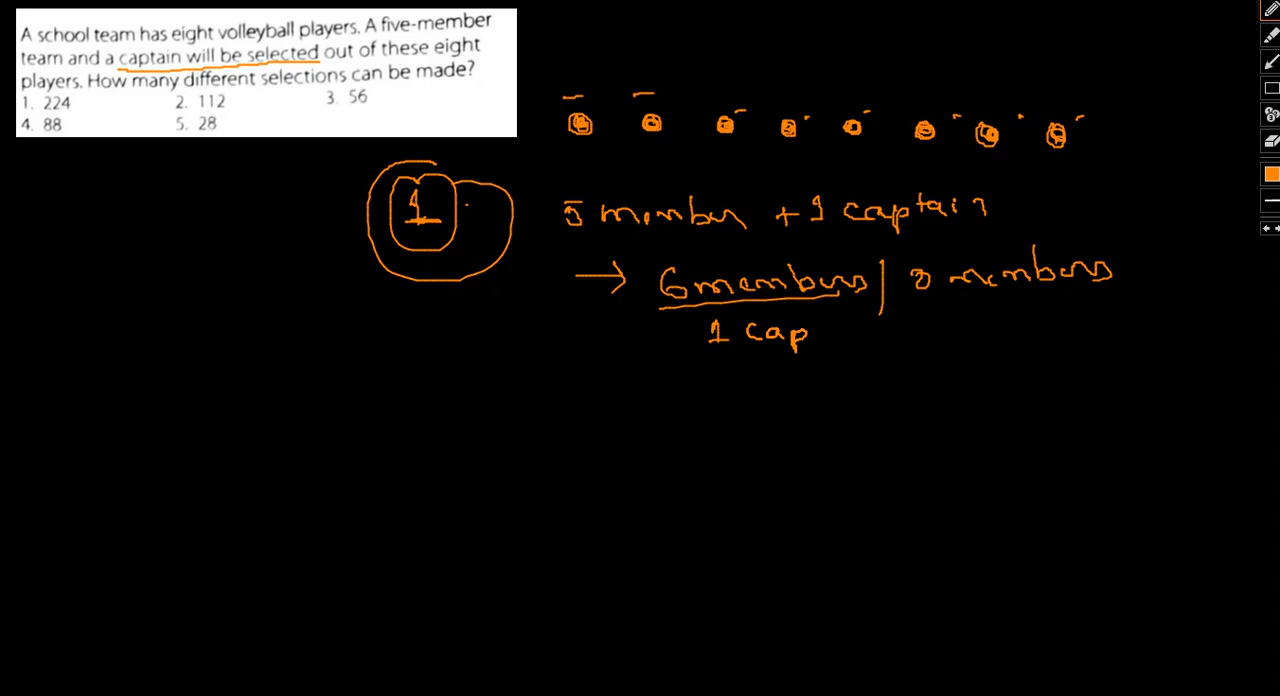 A school team has eight volleyball players. A five-member
team and a captain will be selected out of these eight
players. How many different selections can be made?
1. 224 2. 112 3. 56
4. 88 5. 28
1
5 member + 1 captain
→ 6 members | 3 members
1 cap